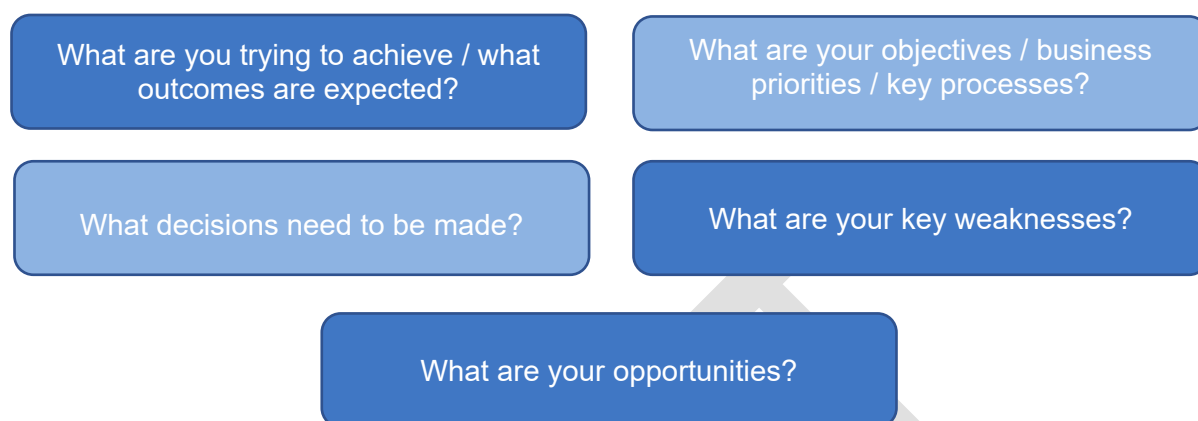 What are you trying to achieve / what
outcomes are expected?
What are your objectives / business
priorities / key processes?
What decisions need to be made?
What are your key weaknesses?
What are your opportunities?